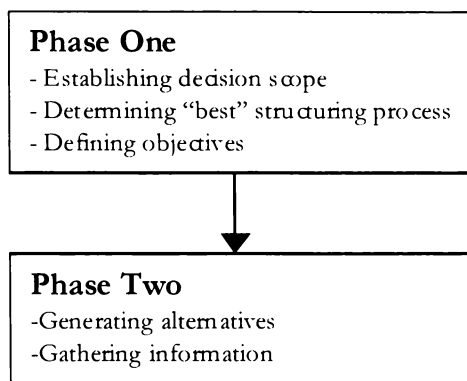 Phase One
- Establishing decision scope
- Determining “best” structuring process
- Defining objectives
Phase Two
-Generating alternatives
-Gathering information